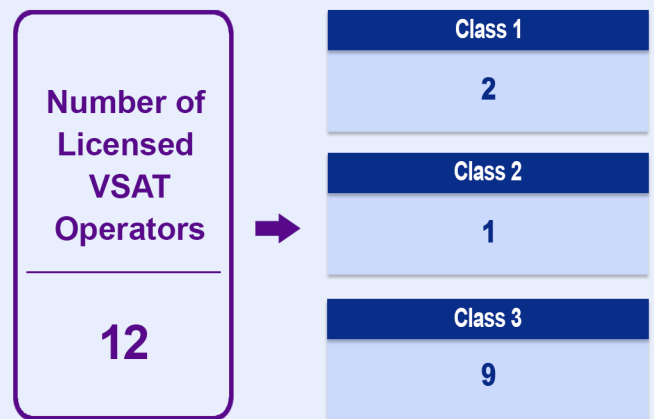 Number of
Licensed
VSAT
Operators
12
Class 1
2
Class 2
1
Class 3
9